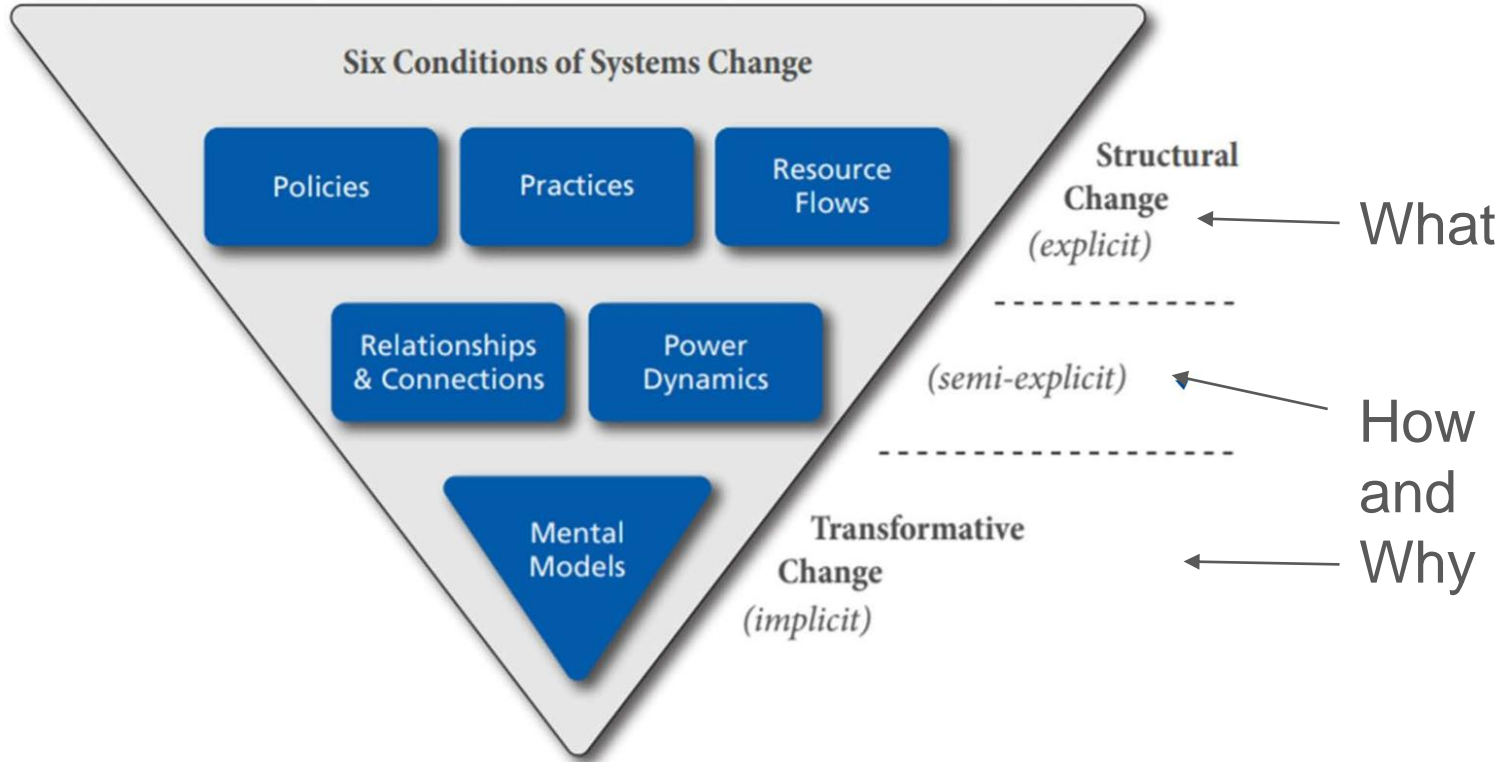 Six Conditions of Systems Change
Policies
Practices
Resource
Flows
Structural
Change
(explicit)
What
Relationships
& Connections
Power
Dynamics
(semi-explicit)
How
and
Why
Mental
Models
Transformative
Change
(implicit)